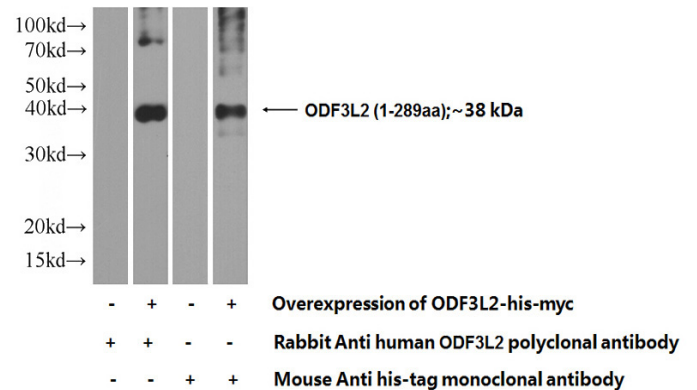 100kd→
70kd→
50kd→
40kd→
ODF3L2 (1-289aa);~38 kDa
30kd→
20kd→
15kd→
- + - + Overexpression of ODF3L2-his-myc
+ + - - Rabbit Anti human ODF3L2 polyclonal antibody
- - + + Mouse Anti his-tag monoclonal antibody